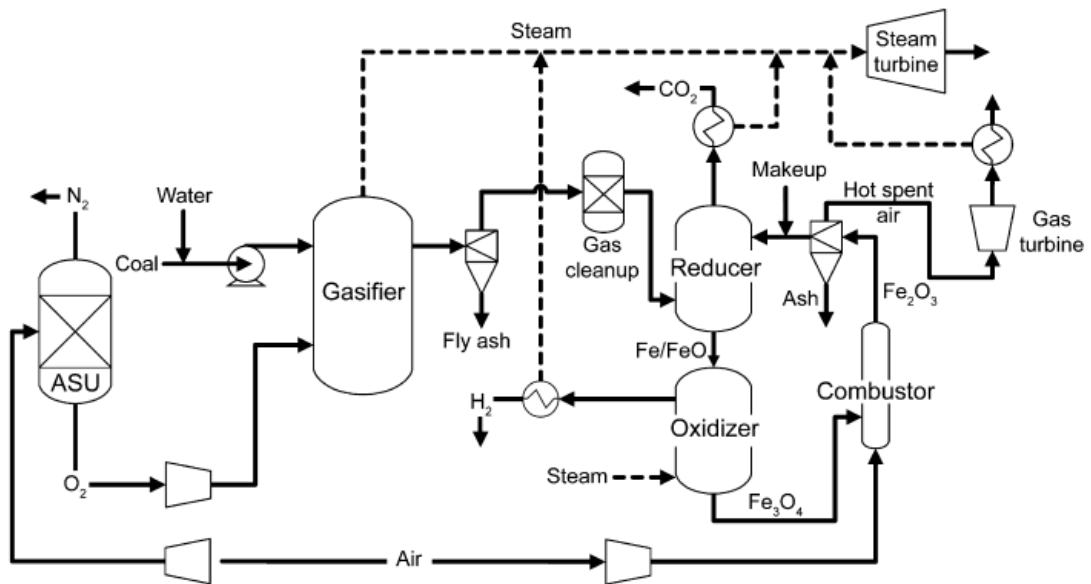 Steam
Steam
turbine
CO₂
N₂
Water
Makeup
Hot spent
air
Gas
turbine
Coal
Gas
cleanup
Gasifier
Reducer
Fly ash
Ash
Fe₂O₃
Fe/FeO
ASU
H₂
Combustor
Oxidizer
O₂
Steam
Fe₃O₄
Air